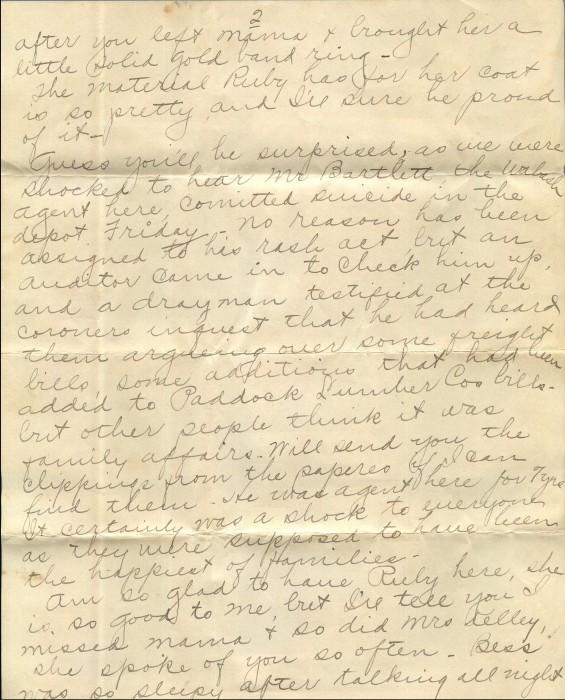 2
after you left mama & brought her a
little solid gold band ring -
The material Ruby has for her coat
is so pretty and I'll sure be proud
of it -
Guess you'll be surprised, as we were
shocked to hear Mr Bartlett the Wabash
agent here, comitted suicide in the
depot Friday. No reason has been
assigned to his rash act but an
auditor came in to check him up,
and a drayman testified at the
coroners inquest that he had heard
them argueing over some freight
bills, some additions that had been
added to Paddock Lumber Cos bills -
but other people think it was
family affairs - Will send you the
clippings from the paperes if I can
find them - He was agent here for 7yrs
It certainly was a shock to everyone
as they were supposed to have been
the happiest of families -
Am so glad to have Ruby here, she
is so good to me but I'll tell you I
missed mama & so did Mrs Kelley,
she spoke of you so often - Bess
was so sleepy after talking all night